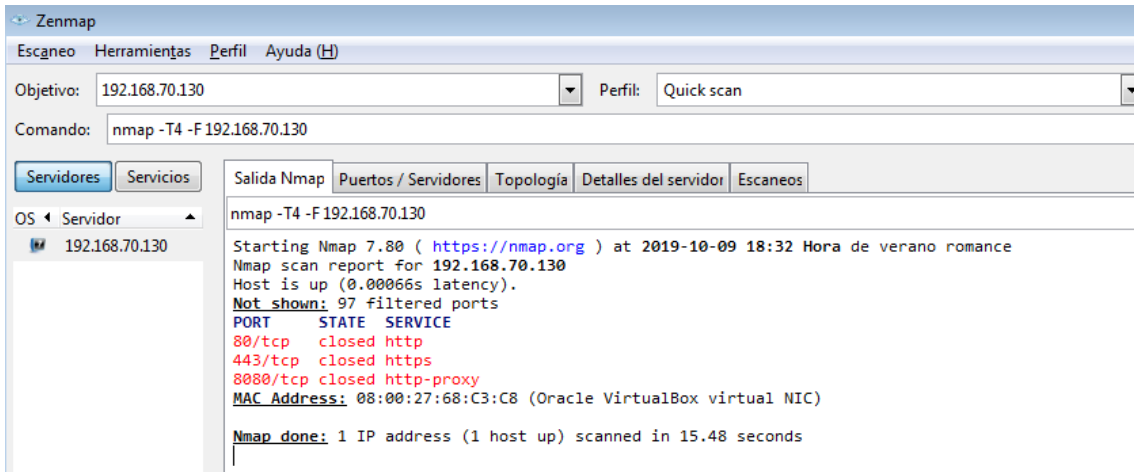 Zenmap
Escaneo Herramientas Perfil Ayuda (H)
Objetivo: 192.168.70.130 Perfil: Quick scan
Comando: nmap -T4 -F 192.168.70.130
Servidores Servicios Salida Nmap Puertos / Servidores Topología Detalles del servidor Escaneos
OS Servidor nmap -T4 -F 192.168.70.130
192.168.70.130
Starting Nmap 7.80 ( https://nmap.org ) at 2019-10-09 18:32 Hora de verano romance
Nmap scan report for 192.168.70.130
Host is up (0.00066s latency).
Not shown: 97 filtered ports
PORT STATE SERVICE
80/tcp closed http
443/tcp closed https
8080/tcp closed http-proxy
MAC Address: 08:00:27:68:C3:C8 (Oracle VirtualBox virtual NIC)
Nmap done: 1 IP address (1 host up) scanned in 15.48 seconds